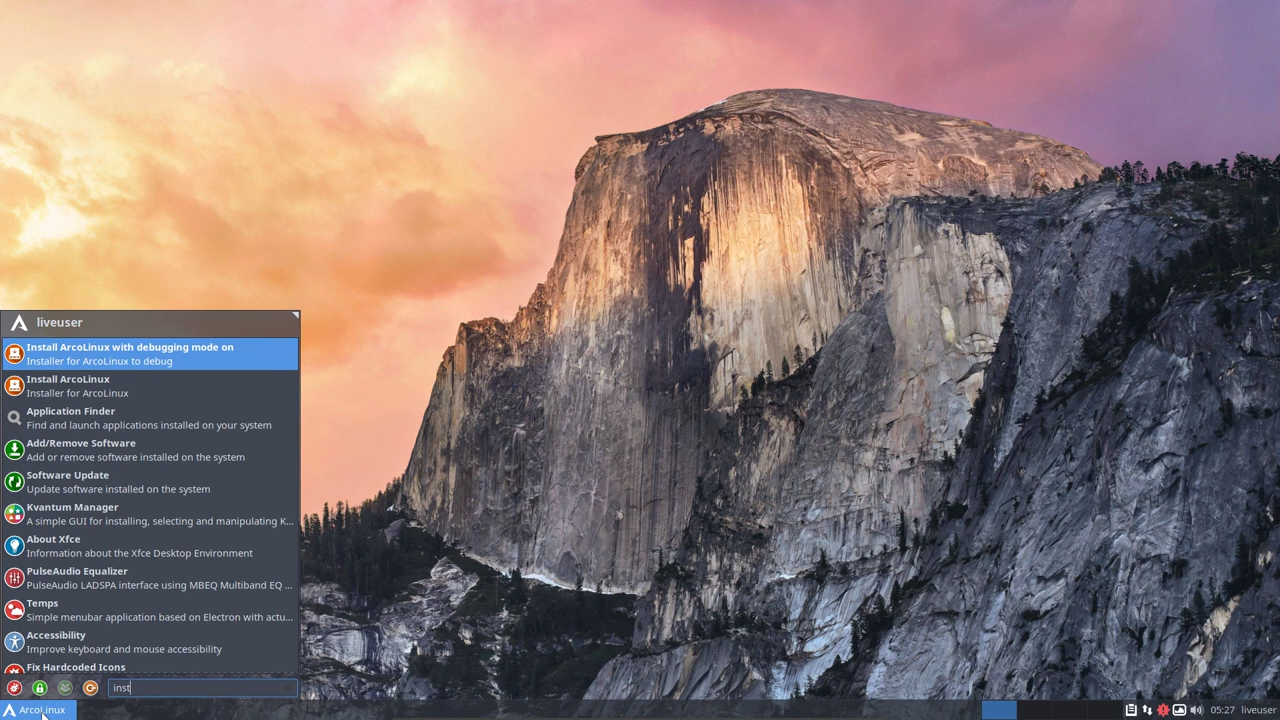 liveuser
Install ArcoLinux with debugging mode on
Installer for ArcoLinux to debug
Install ArcoLinux
Installer for ArcoLinux
Application Finder
Find and launch applications installed on your system
Add/Remove Software
Add or remove software installed on the system
Software Update
Update software installed on the system
Kvantum Manager
A simple GUI for installing, selecting and manipulating K...
About Xfce
Information about the Xfce Desktop Environment
PulseAudio Equalizer
PulseAudio LADSPA interface using MBEQ Multiband EQ ...
Temps
Simple menubar application based on Electron with actu...
Accessibility
Improve keyboard and mouse accessibility
Fix Hardcoded Icons
inst
ArcoLinux
05:27 liveuser